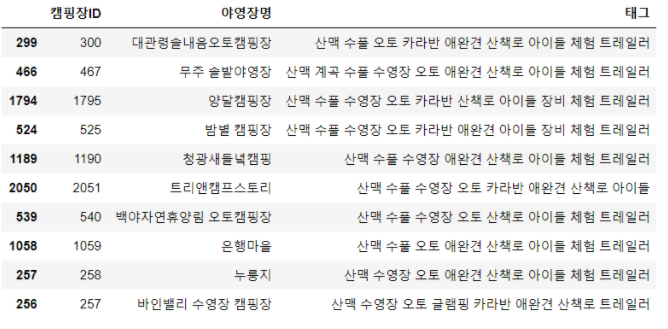 캠핑장ID 야영장명 태그
299 300 대관령솔내음오토캠핑장 산맥 수풀 오토 카라반 애완견 산책로 아이들 체험 트레일러
466 467 무주 솔밭야영장 산맥 계곡 수풀 수영장 오토 애완견 아이들 체험 트레일러
1794 1795 양달캠핑장 산맥 수풀 수영장 오토 카라반 산책로 아이들 장비 체험 트레일러
524 525 밤별 캠핑장 산맥 수풀 수영장 오토 카라반 애완견 아이들 장비 체험 트레일러
1189 1190 청광새들녘캠핑 산맥 수풀 수영장 애완견 산책로 아이들 체험 트레일러
2050 2051 트리앤캠프스토리 산맥 수풀 수영장 오토 카라반 애완견 산책로 아이들
539 540 백야자연휴양림 오토캠핑장 산맥 수풀 수영장 오토 산책로 아이들 체험 트레일러
1058 1059 은행마을 산맥 수풀 오토 애완견 산책로 아이들 체험 트레일러
257 258 누룽지 산맥 수영장 오토 애완견 산책로 아이들 체험 트레일러
256 257 바인밸리 수영장 캠핑장 산맥 수영장 오토 글램핑 카라반 애완견 산책로 트레일러